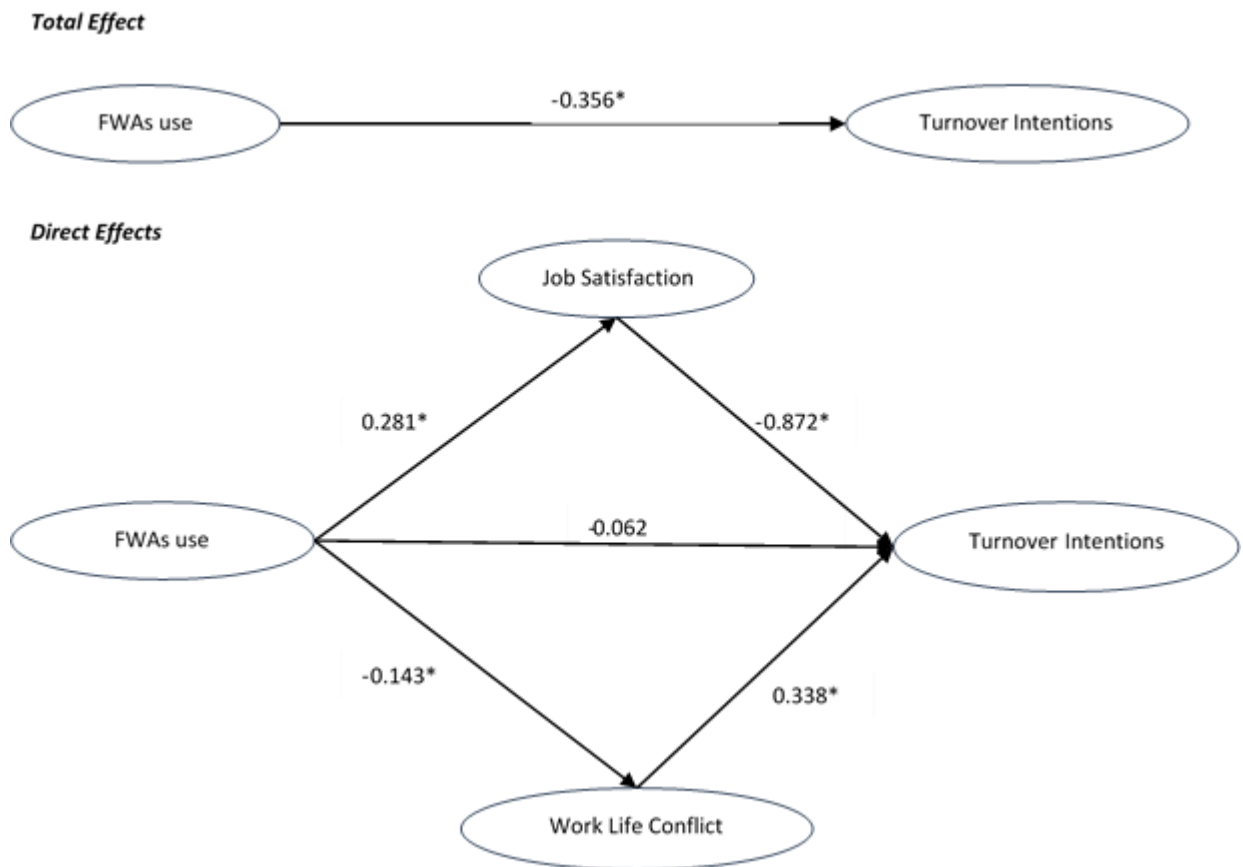 Total Effect
-0.356*
FWAs use
Turnover Intentions
Direct Effects
Job Satisfaction
0.281*
-0.872*
-0.062
FWAs use
Turnover Intentions
-0.143*
0.338*
Work Life Conflict